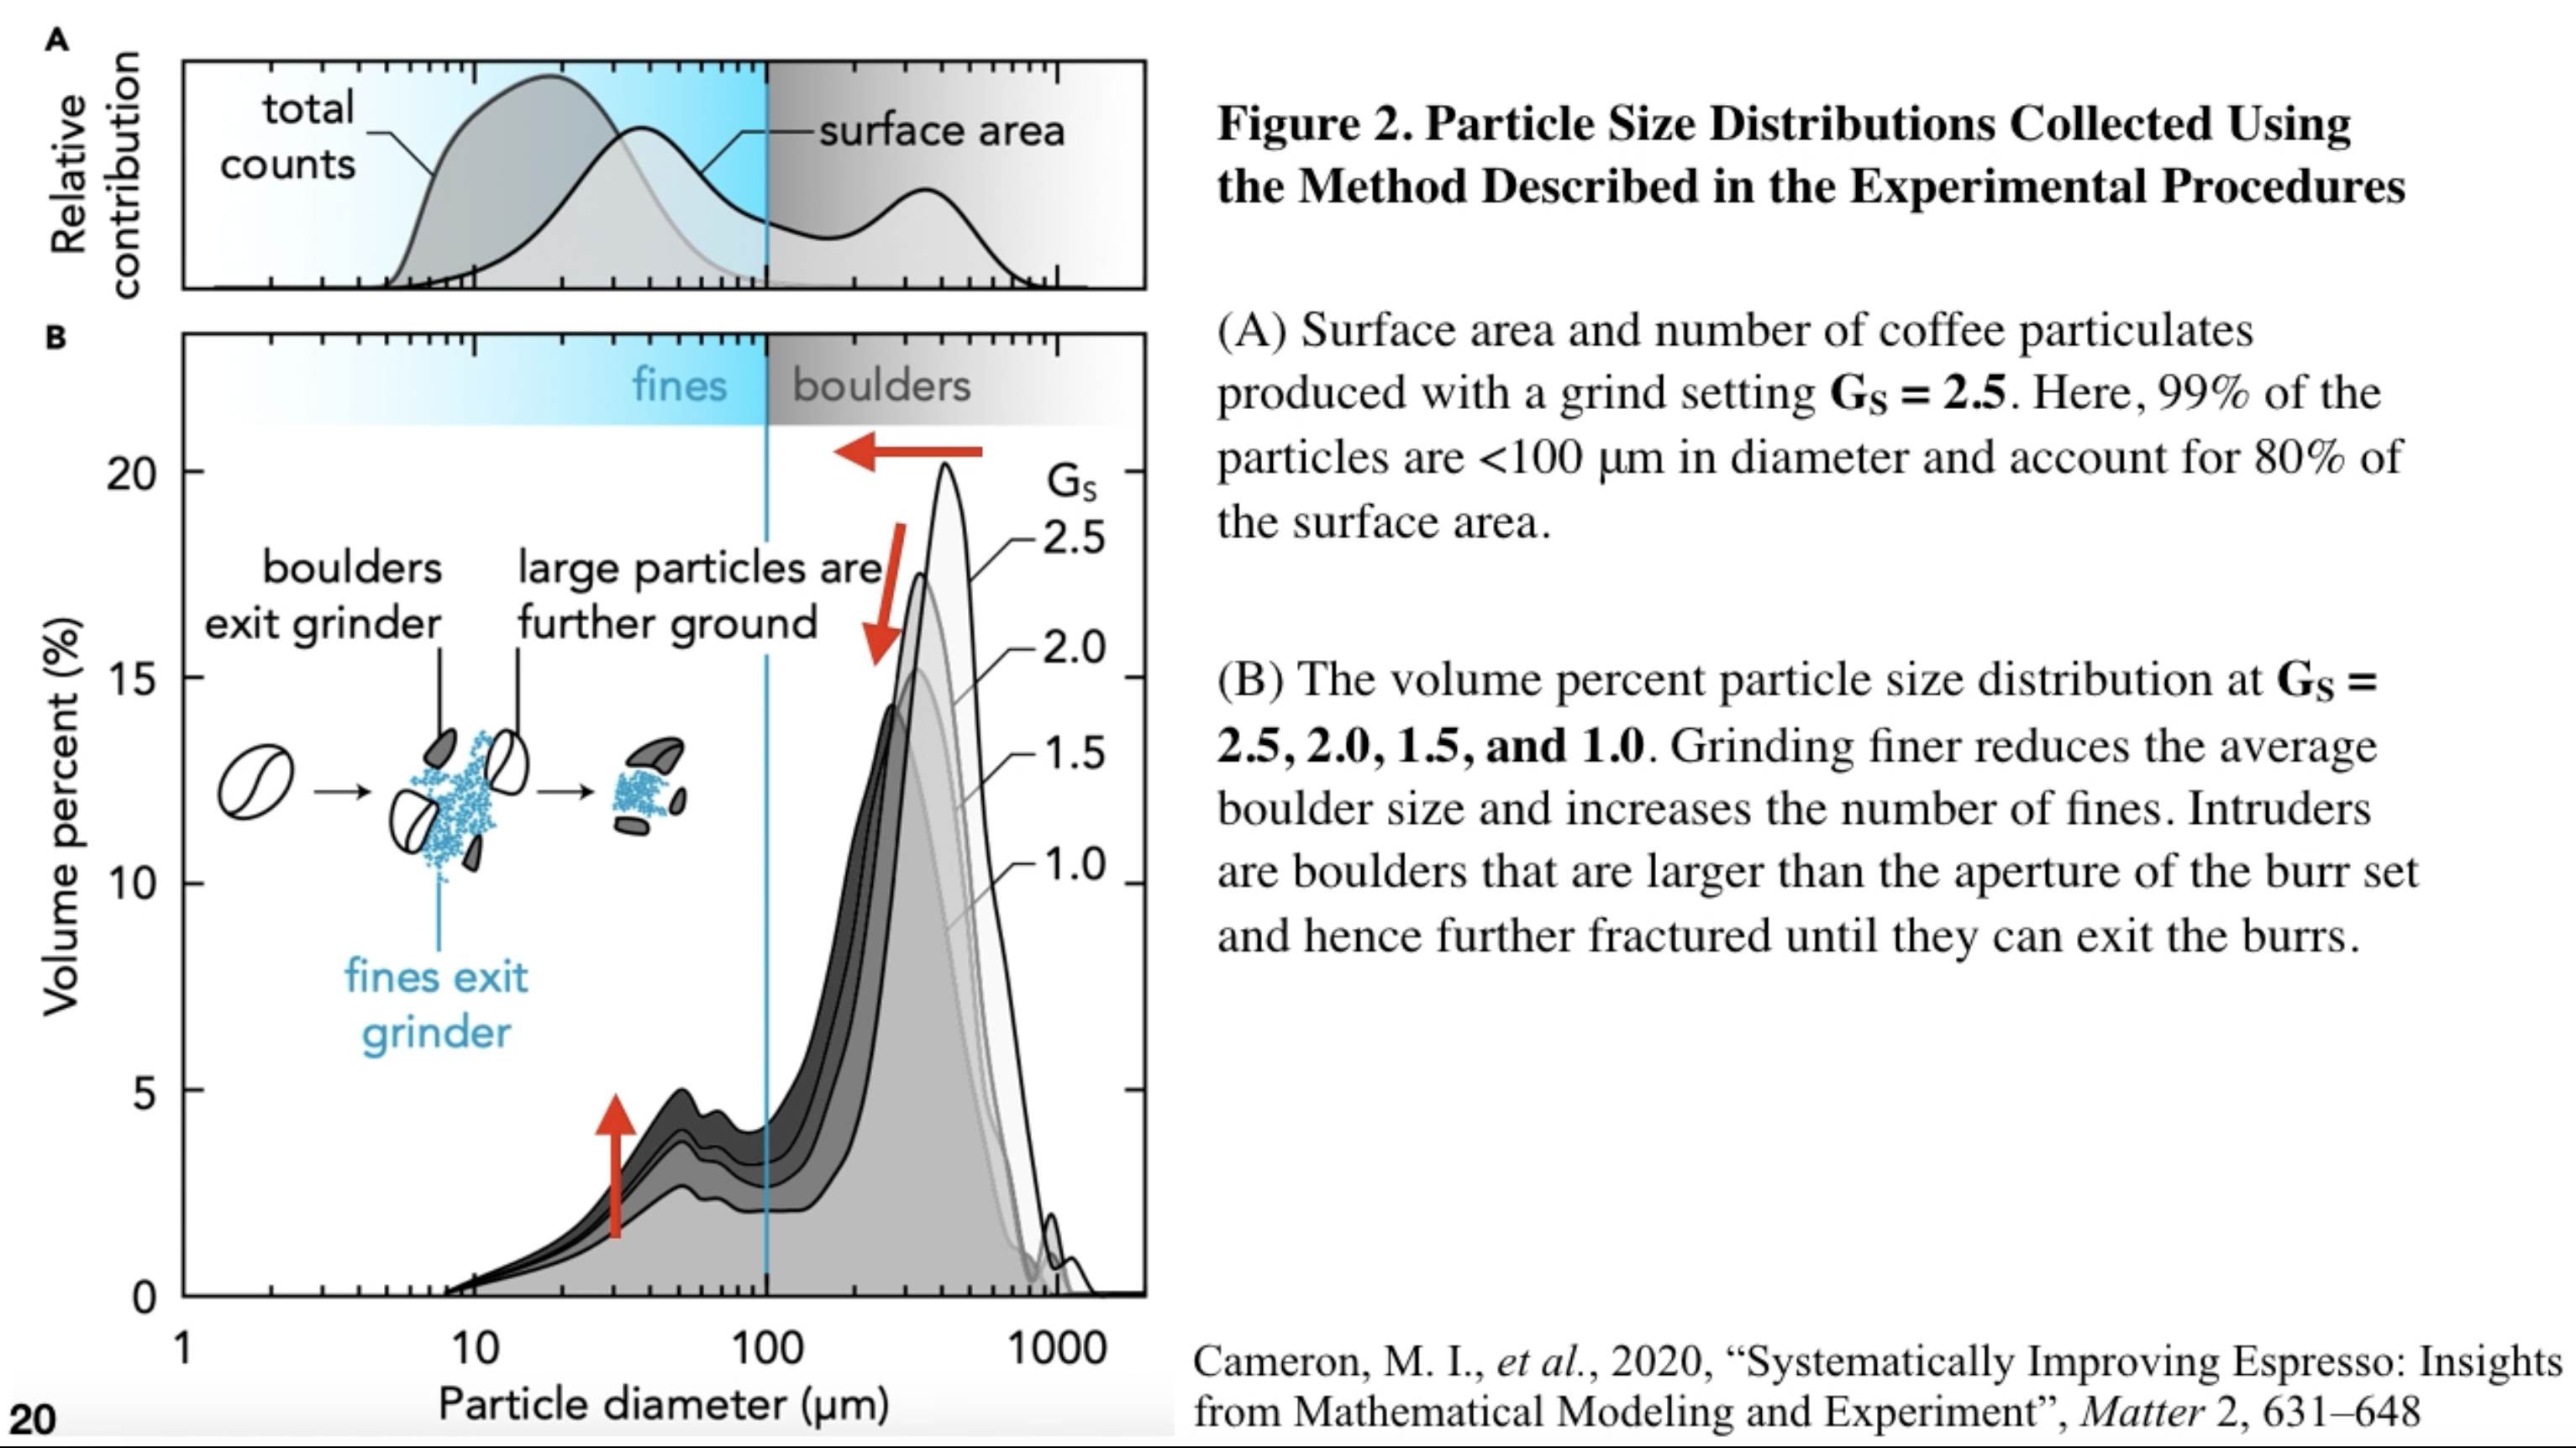 A
Relative
contribution
total
counts
surface area
B
fines
boulders
20
15
10
5
0
Volume percent (%)
boulders
exit grinder
large particles are
further ground
fines exit
grinder
Gs
2.5
2.0
1.5
1.0
1
10
100
1000
Particle diameter (μm)
20
Figure 2. Particle Size Distributions Collected Using
the Method Described in the Experimental Procedures
(A) Surface area and number of coffee particulates
produced with a grind setting Gs = 2.5. Here, 99% of the
particles are <100 μm in diameter and account for 80% of
the surface area.
(B) The volume percent particle size distribution at Gs =
2.5, 2.0, 1.5, and 1.0. Grinding finer reduces the average
boulder size and increases the number of fines. Intruders
are boulders that are larger than the aperture of the burr set
and hence further fractured until they can exit the burrs.
Cameron, M. I., et al., 2020, “Systematically Improving Espresso: Insights
from Mathematical Modeling and Experiment”, Matter 2, 631–648